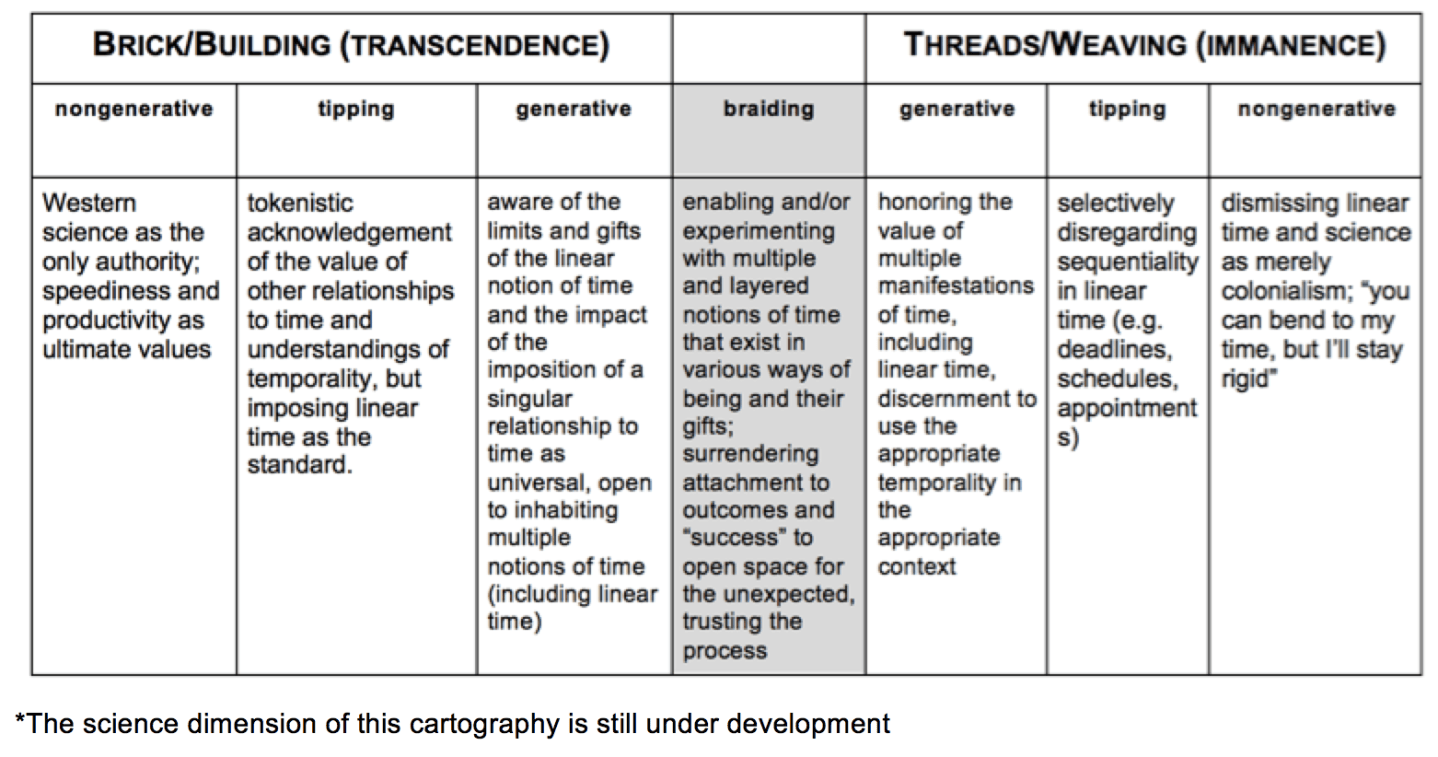 BRICK/BUILDING (TRANSCENDENCE)
THREADS/WEAVING (IMMANENCE)
nongenerative
tipping
generative
braiding
generative
tipping
nongenerative
Western
science as the
only authority;
speediness and
productivity as
ultimate values
tokenistic
acknowledgement
of the value of
other relationships
to time and
understandings of
temporality, but
imposing linear
time as the
standard.
aware of the
limits and gifts
of the linear
notion of time
and the impact
of the
imposition of a
singular
relationship to
time as
universal, open
to inhabiting
multiple
notions of time
(including linear
time)
enabling and/or
experimenting
with multiple
and layered
notions of time
that exist in
various ways of
being and their
gifts;
surrendering
attachment to
outcomes and
“success” to
open space for
the unexpected,
trusting the
process
honoring the
value of
multiple
manifestations
of time,
including
linear time,
discernment to
use the
appropriate
temporality in
the
appropriate
context
selectively
disregarding
sequentiality
in linear
time (e.g.
deadlines,
schedules,
appointment
s)
dismissing linear
time and science
as merely
colonialism; “you
can bend to my
time, but I’ll stay
rigid”
*The science dimension of this cartography is still under development